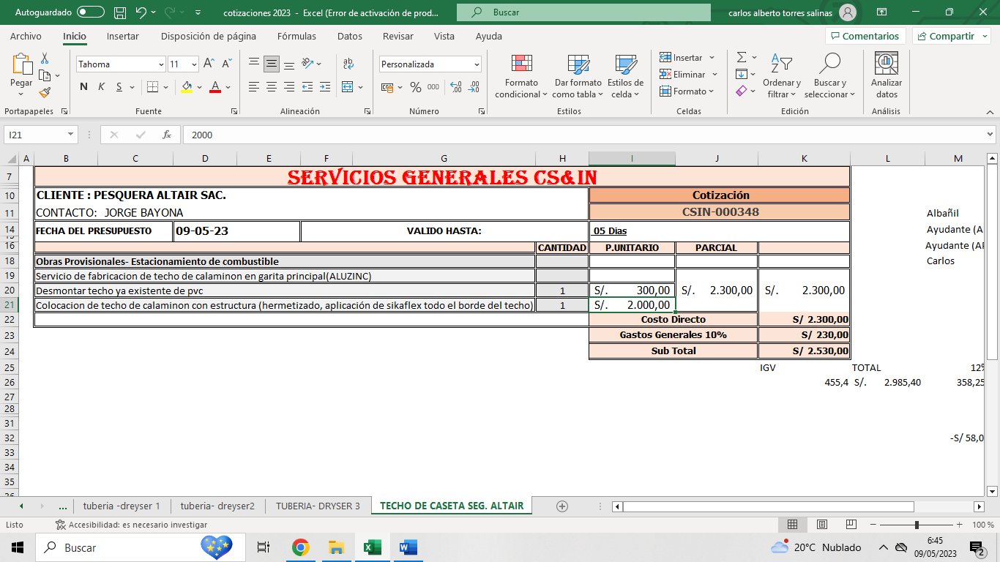 Autoguardado
cotizaciones 2023 - Excel (Error de activación de prod...
Buscar
carlos alberto torres salinas
Archivo Inicio Insertar Disposición de página Fórmulas Datos Revisar Vista Ayuda
Comentarios Compartir
Pegar
Portapapeles
Tahoma 11
N K S
A A
Fuente
ab
Alineación
Personalizada
% 000
Número
Formato condicional
Dar formato como tabla
Estilos de celda
Estilos
Insertar
Eliminar
Formato
Celdas
Ordenar y filtrar
Buscar y seleccionar
Edición
Analizar datos
Análisis
I21 fx 2000
A B C D E F G H I J K L M
7 SERVICIOS GENERALES CS&IN
10 CLIENTE : PESQUERA ALTAIR SAC. Cotización
11 CONTACTO: JORGE BAYONA CSIN-000348 Albañil
14 FECHA DEL PRESUPUESTO 09-05-23 VALIDO HASTA: 05 Dias Ayudante (A
16 CANTIDAD P.UNITARIO PARCIAL Ayudante (A
18 Obras Provisionales- Estacionamiento de combustible Carlos
19 Servicio de fabricacion de techo de calaminon en garita principal(ALUZINC)
20 Desmontar techo ya existente de pvc 1 S/. 300,00 S/. 2.300,00 S/. 2.300,00
21 Colocacion de techo de calaminon con estructura (hermetizado, aplicación de sikaflex todo el borde del techo) 1 S/. 2.000,00
22 Costo Directo S/ 2.300,00
23 Gastos Generales 10% S/ 230,00
24 Sub Total S/ 2.530,00
25 IGV TOTAL 12%
26 455,4 S/. 2.985,40 358,25
27
28
31
32 -S/ 58,0
33
34
35
... tuberia -dreyser 1 tuberia- dreyser2 TUBERIA- DRYSER 3 TECHO DE CASETA SEG. ALTAIR
Listo Accesibilidad: es necesario investigar 100 %
Buscar
20°C Nublado
6:45
09/05/2023
2